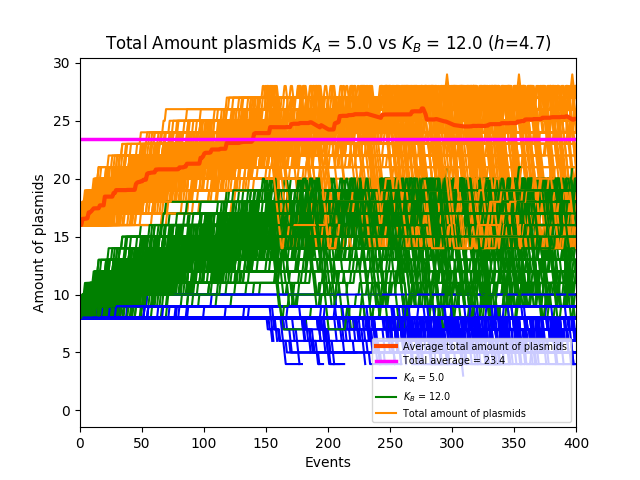 Total Amount plasmids K_A = 5.0 vs K_B = 12.0 (h=4.7)
30
25
20
15
10
5
0
Amount of plasmids
0 50 100 150 200 250 300 350 400
Events
Average total amount of plasmids
Total average = 23.4
K_A = 5.0
K_B = 12.0
Total amount of plasmids